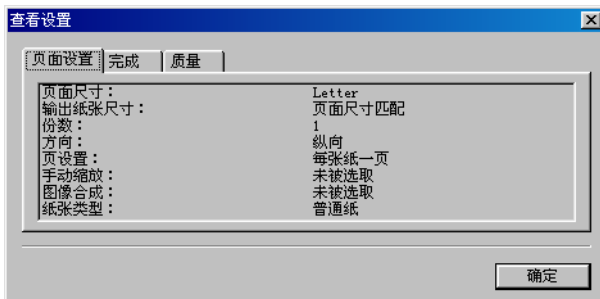 查看设置
页面设置 完成 质量
页面尺寸： Letter
输出纸张尺寸： 页面尺寸匹配
份数： 1
方向： 纵向
页设置： 每张纸一页
手动缩放： 未被选取
图像合成： 未被选取
纸张类型： 普通纸
确定